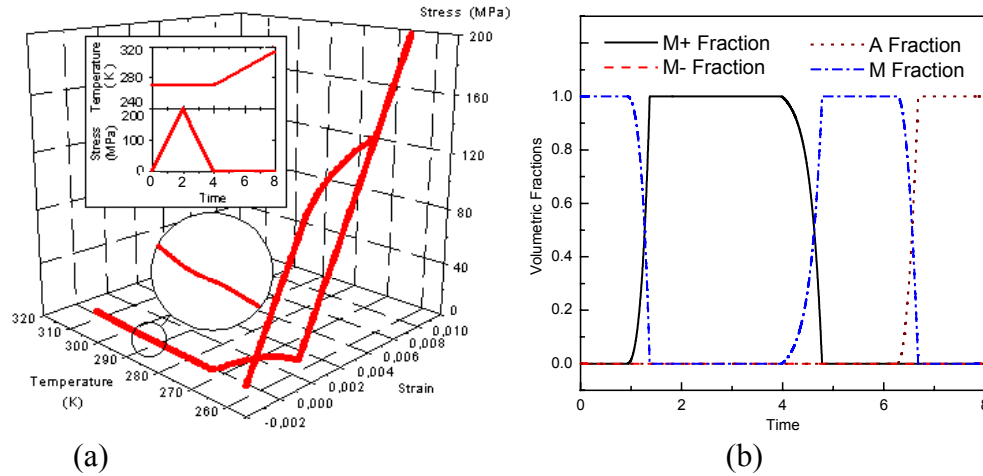 Stress (MPa)
200
160
120
80
40
0
320
280
240
Temperature
( K )
200
100
0
Stress
(MPa)
0 2 4 6 8
Time
320
310
300
290
280
270
260
Temperature
(K)
-0,002
0,000
0,002
0,004
0,006
0,008
0,010
Strain
(a)
M+ Fraction
M- Fraction
A Fraction
M Fraction
1.0
0.8
0.6
0.4
0.2
0.0
Volumetric Fractions
0 2 4 6 8
Time
(b)